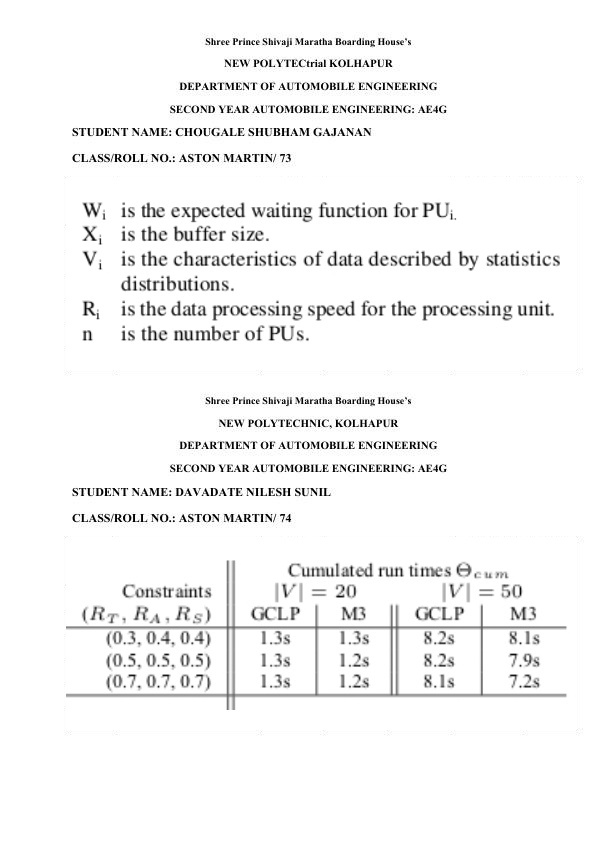 Shree Prince Shivaji Maratha Boarding House's
NEW POLYTECtrial KOLHAPUR
DEPARTMENT OF AUTOMOBILE ENGINEERING
SECOND YEAR AUTOMOBILE ENGINEERING: AE4G
STUDENT NAME: CHOUGALE SHUBHAM GAJANAN
CLASS/ROLL NO.: ASTON MARTIN/ 73
W_i is the expected waiting function for PU_i.
X_i is the buffer size.
V_i is the characteristics of data described by statistics
distributions.
R_i is the data processing speed for the processing unit.
n is the number of PUs.
Shree Prince Shivaji Maratha Boarding House's
NEW POLYTECHNIC, KOLHAPUR
DEPARTMENT OF AUTOMOBILE ENGINEERING
SECOND YEAR AUTOMOBILE ENGINEERING: AE4G
STUDENT NAME: DAVADATE NILESH SUNIL
CLASS/ROLL NO.: ASTON MARTIN/ 74
Cumulated run times Θ_cum
Constraints |V| = 20 |V| = 50
(R_T, R_A, R_S) GCLP M3 GCLP M3
(0.3, 0.4, 0.4) 1.3s 1.3s 8.2s 8.1s
(0.5, 0.5, 0.5) 1.3s 1.2s 8.2s 7.9s
(0.7, 0.7, 0.7) 1.3s 1.2s 8.1s 7.2s